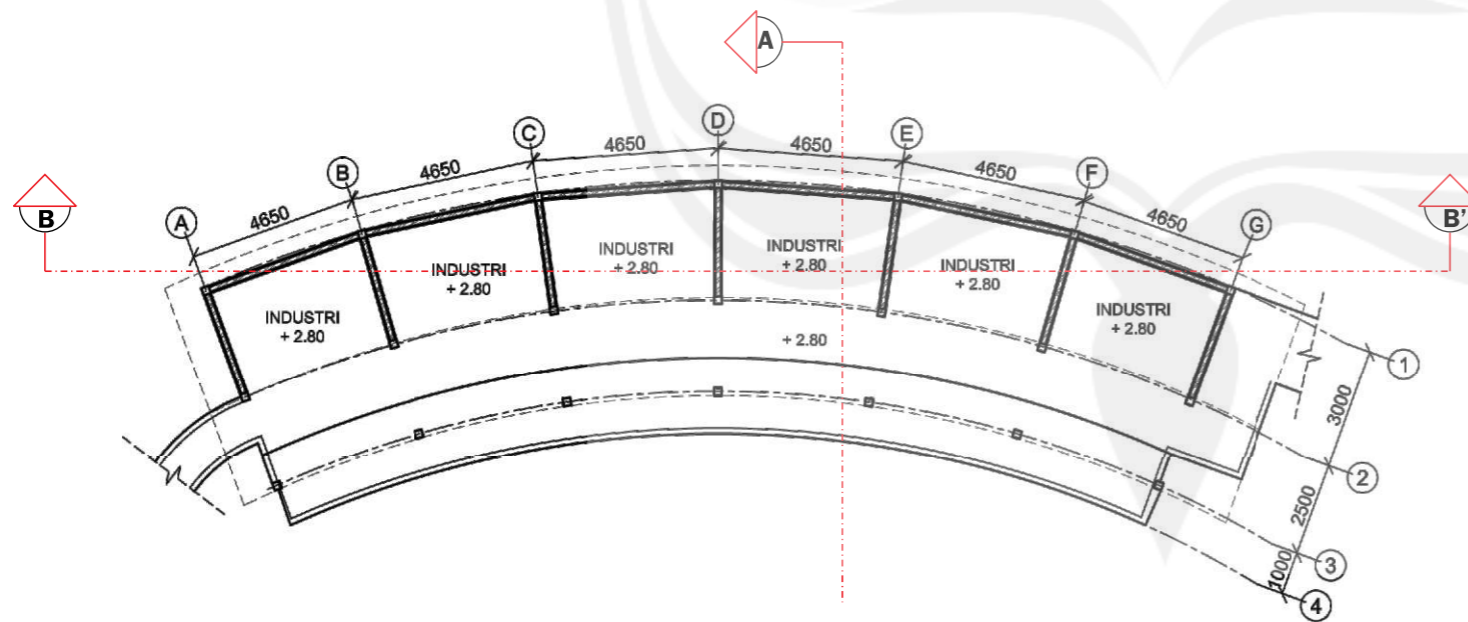 A
D
C
E
4650
4650
B
F
4650
4650
B
B'
A
G
4650
4650
INDUSTRI
+ 2.80
INDUSTRI
+ 2.80
INDUSTRI
+ 2.80
INDUSTRI
+ 2.80
INDUSTRI
+ 2.80
INDUSTRI
+ 2.80
+ 2.80
1
3000
2
2500
3
1000
4